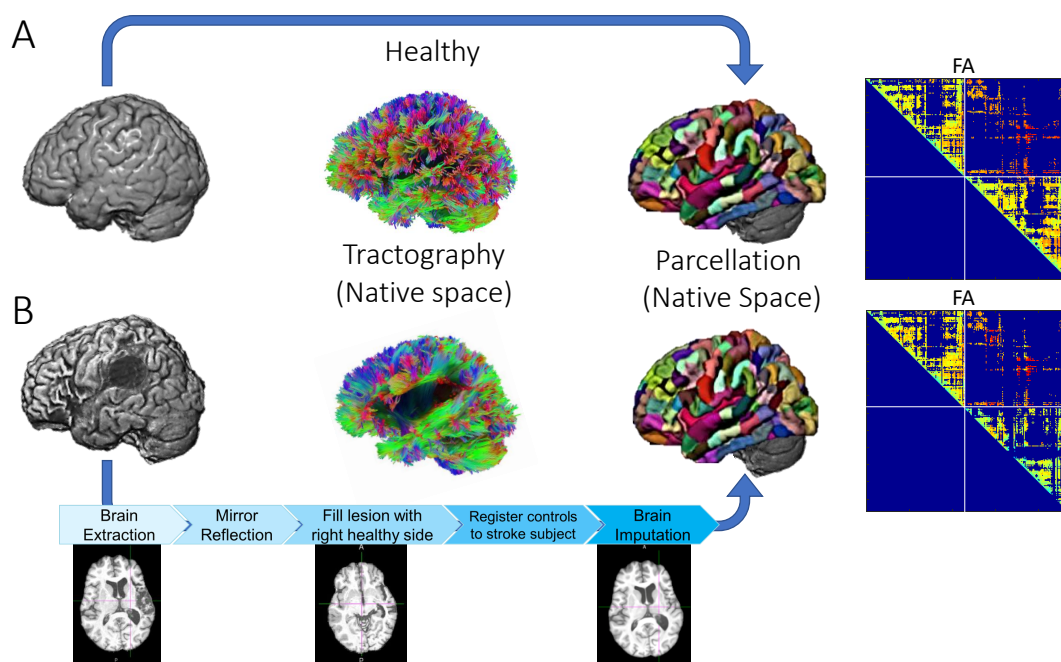 A
Healthy
FA
Tractography
(Native space)
Parcellation
(Native Space)
B
FA
Brain
Extraction
Mirror
Reflection
Fill lesion with
right healthy side
Register controls
to stroke subject
Brain
Imputation
A